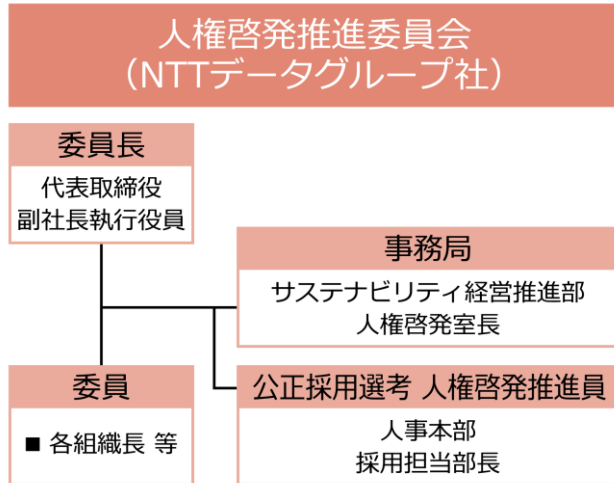 人権啓発推進委員会
（NTTデータグループ社）
委員長
代表取締役
副社長執行役員
事務局
サステナビリティ経営推進部
人権啓発室長
委員
■ 各組織長 等
公正採用選考 人権啓発推進員
人事本部
採用担当部長